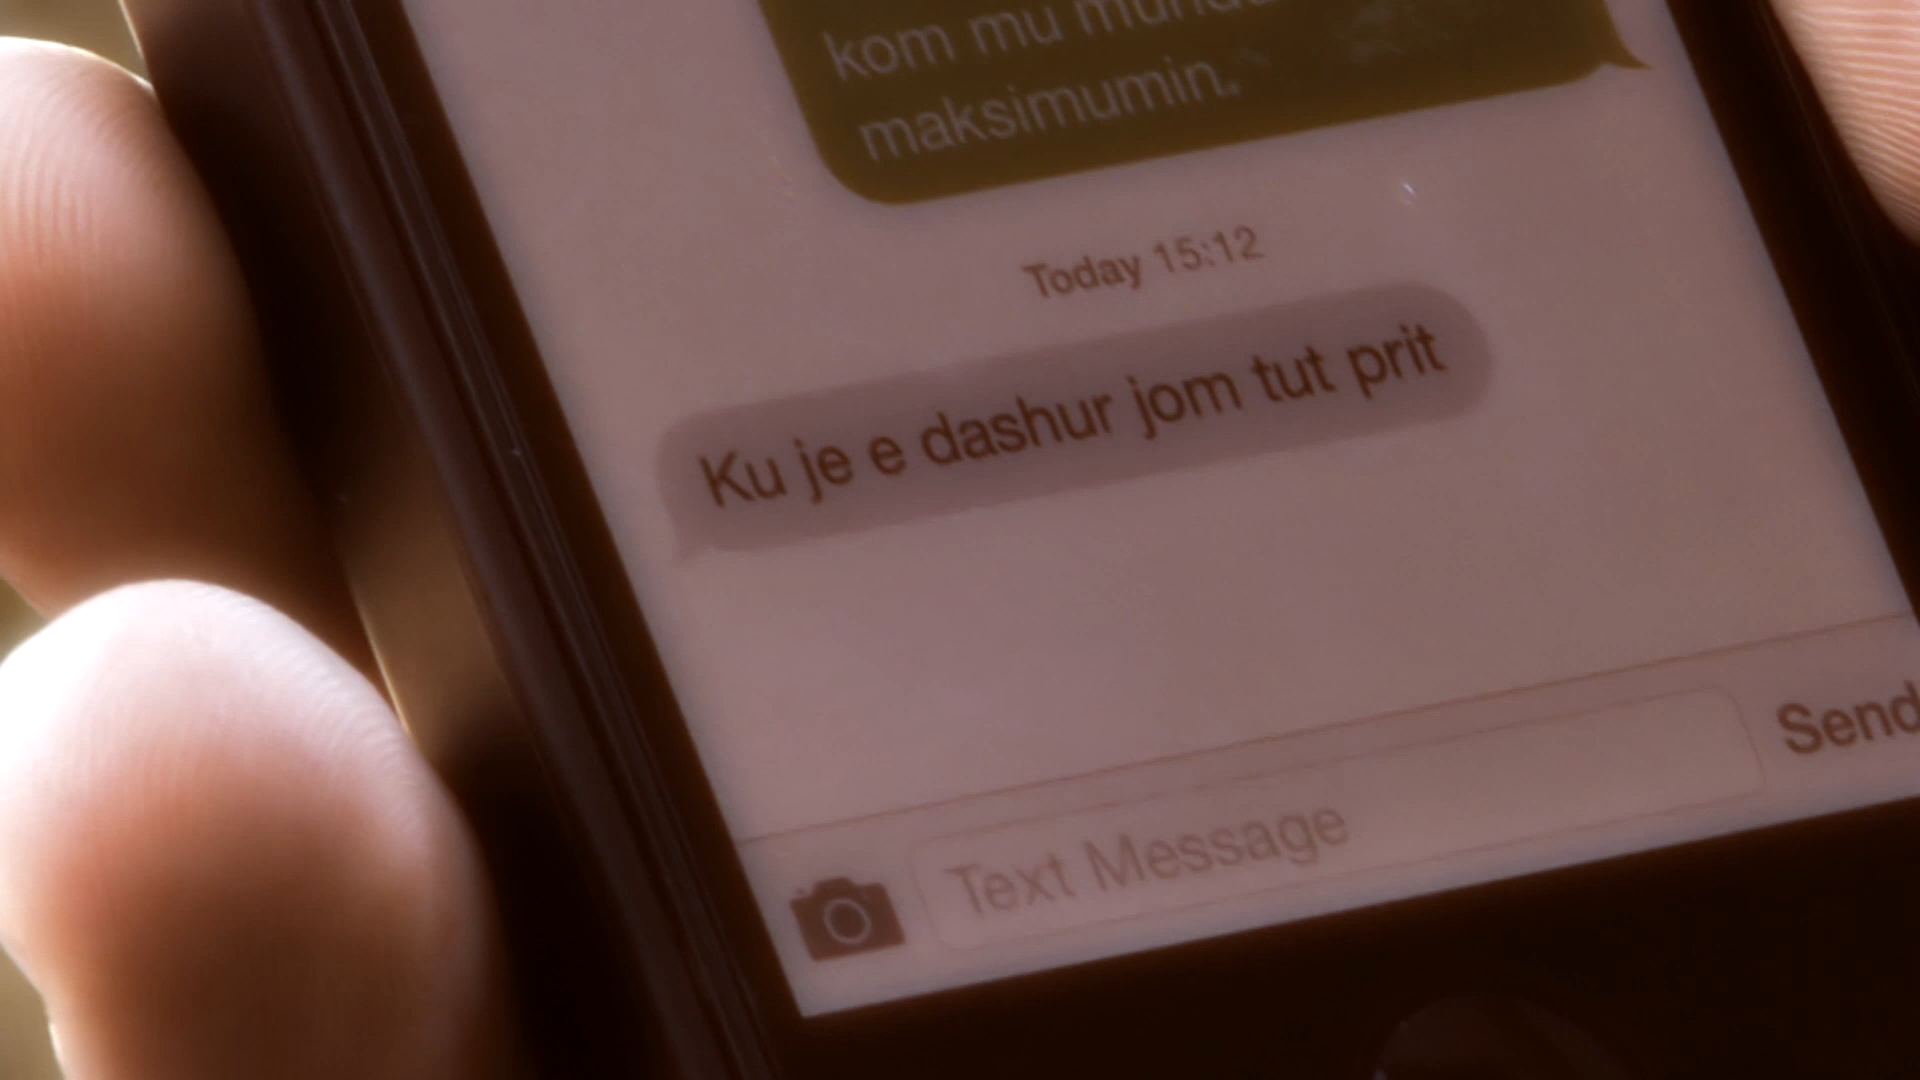 kom mu
maksimumin.
Today 15:12
Ku je e dashur jom tut prit
Text Message
Send